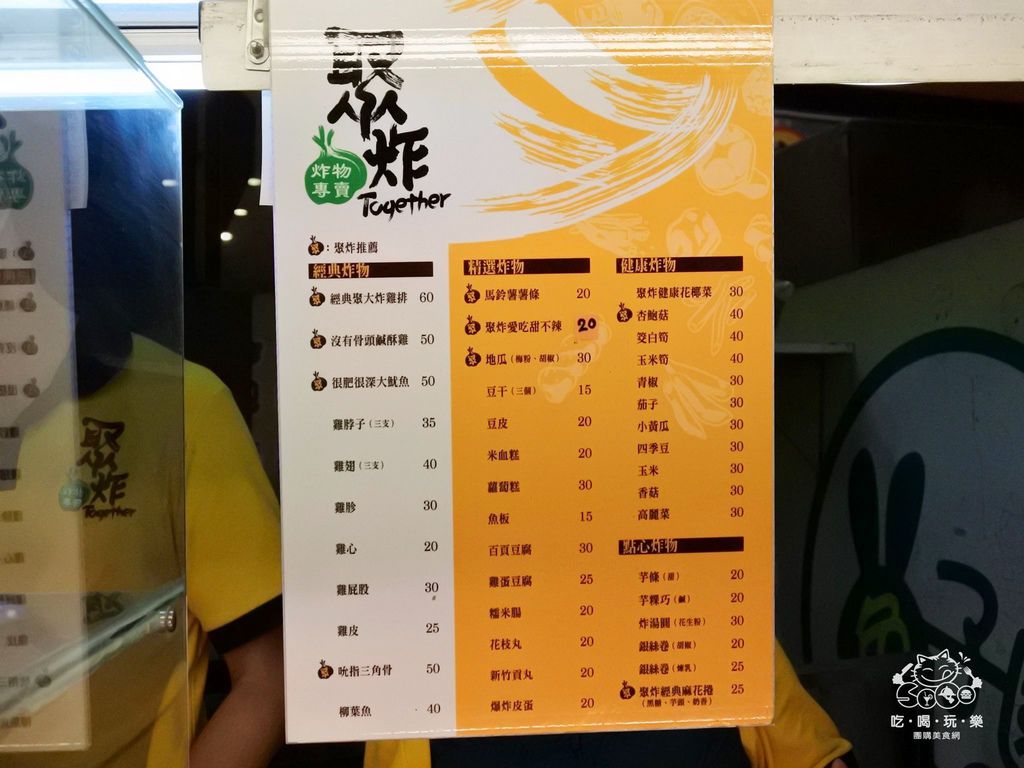 聚炸
炸物
專賣
Together
聚：聚炸推薦
經典炸物
聚 經典聚大炸雞排 60
聚 沒有骨頭鹹酥雞 50
聚 很肥很深大魷魚 50
雞脖子（三支） 35
雞翅（三支） 40
雞胗 30
雞心 20
雞屁股 30
雞皮 25
聚 吮指三角骨 50
柳葉魚 40
精選炸物
聚 馬鈴薯薯條 20
聚 聚炸愛吃甜不辣 20
聚 地瓜（梅粉、胡椒） 30
豆干（三個） 15
豆皮 20
米血糕 20
蘿蔔糕 30
魚板 15
百頁豆腐 30
雞蛋豆腐 25
糯米腸 20
花枝丸 20
新竹貢丸 20
爆炸皮蛋 20
健康炸物
聚炸健康花椰菜 30
聚 杏鮑菇 40
筊白筍 40
玉米筍 40
青椒 30
茄子 30
小黃瓜 30
四季豆 30
玉米 30
香菇 30
高麗菜 30
點心炸物
芋條（甜） 20
芋粿巧（鹹） 20
炸湯圓（花生粉） 30
銀絲卷（胡椒） 20
銀絲卷（煉乳） 25
聚 聚炸經典麻花捲 25
（黑糖、芋頭、奶香）
聚炸
Together
吃・喝・玩・樂
團購美食網